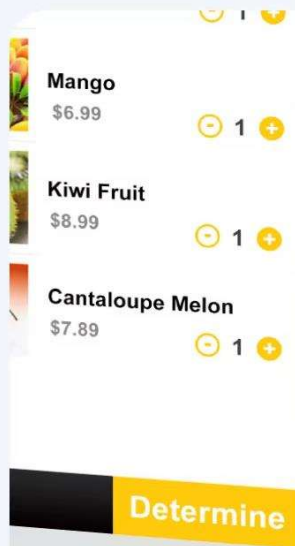 1
Mango
$6.99
- 1 +
Kiwi Fruit
$8.99
- 1 +
Cantaloupe Melon
$7.89
- 1 +
Determine